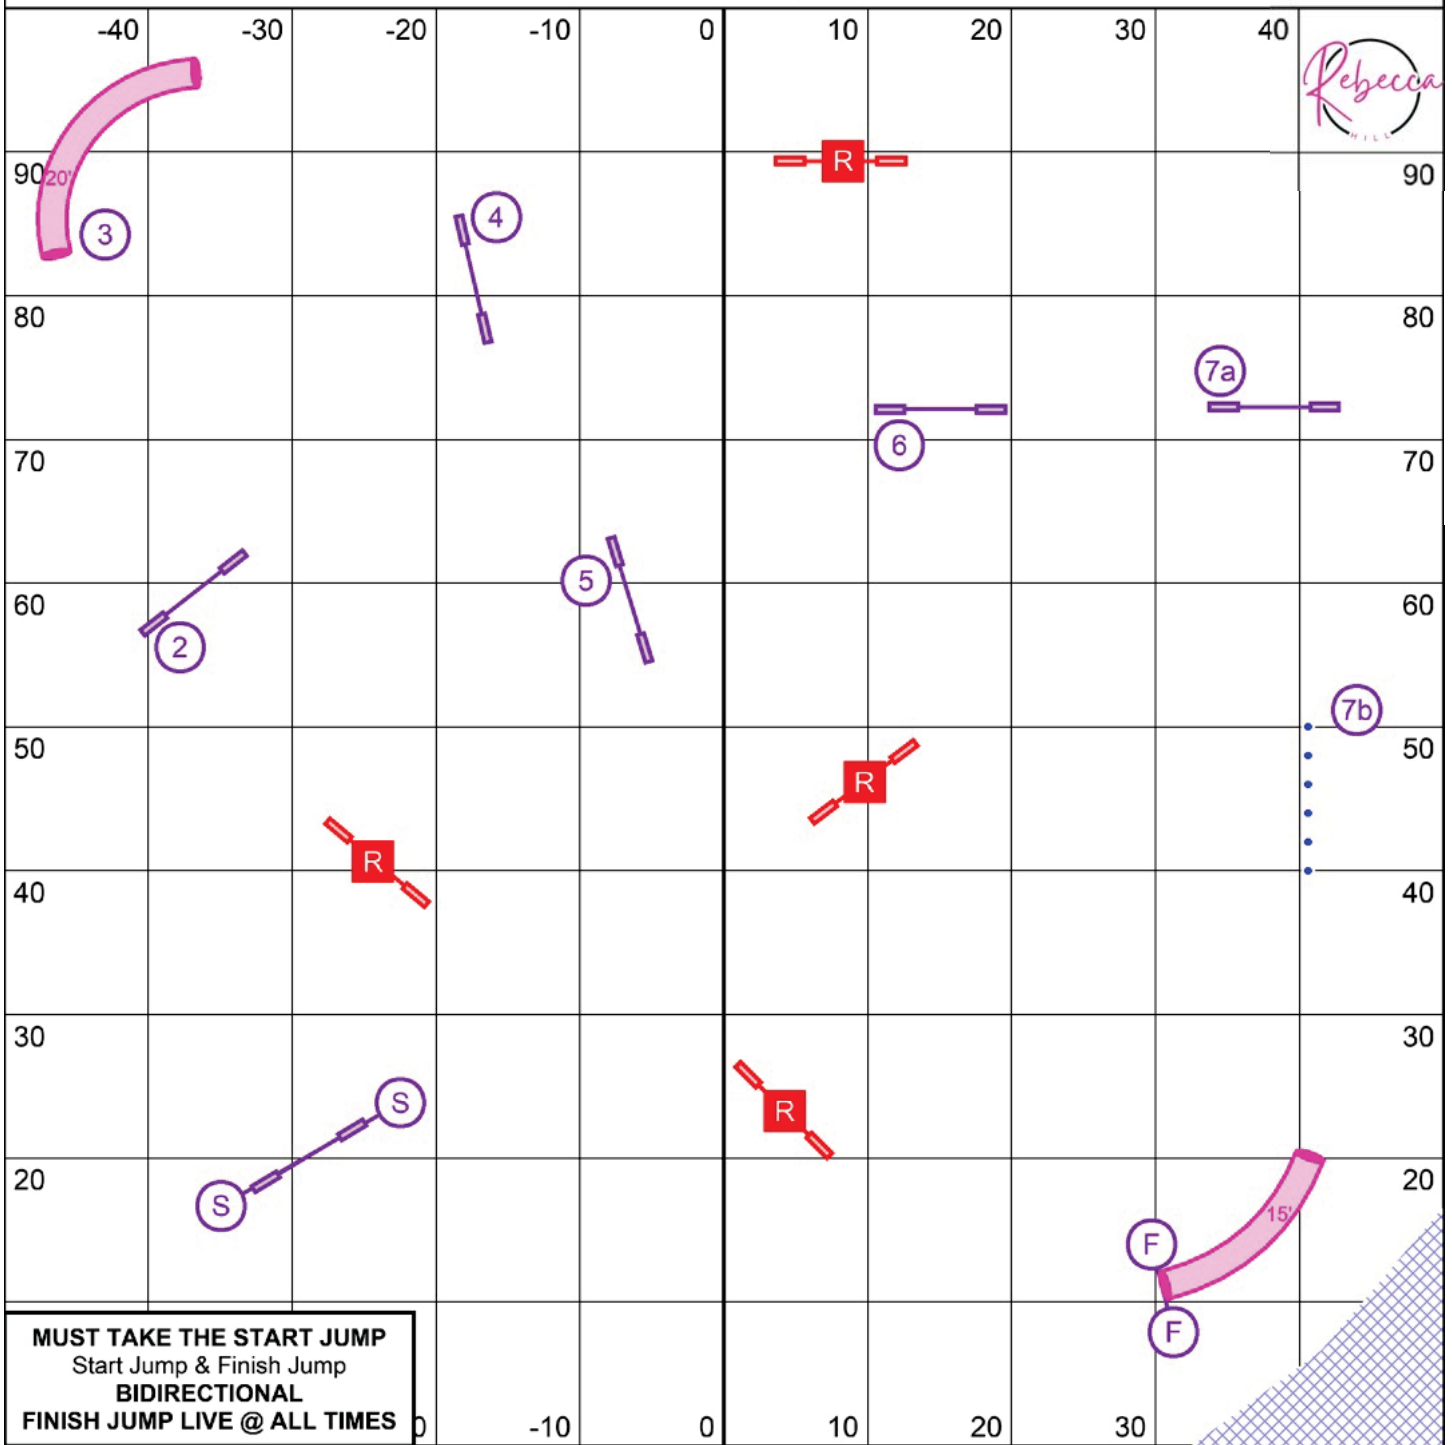 -40 -30 -20 -10 0 10 20 30 40
Rebecca
HILL
90 20' 90
3
4
R
80 80
7a
70 70
6
60 5 60
2
7b
50 50
R
R
40 40
30 30
S
R
20 20
S
15'
F
F
MUST TAKE THE START JUMP
Start Jump & Finish Jump
BIDIRECTIONAL
FINISH JUMP LIVE @ ALL TIMES
0 -10 0 10 20 30